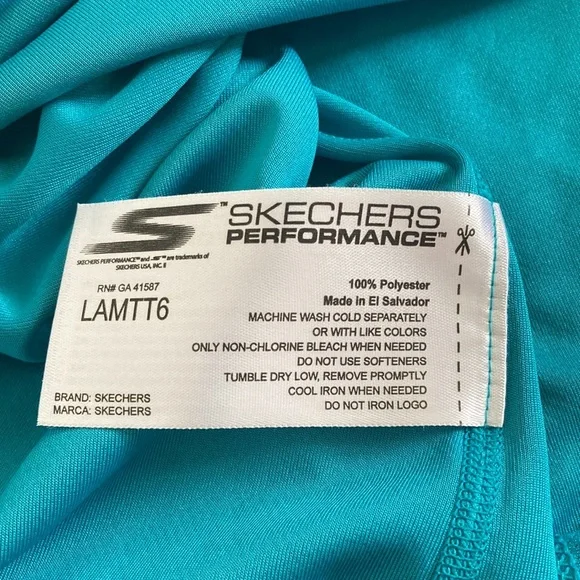 ™SKECHERS
PERFORMANCE™
SKECHERS PERFORMANCE™ and S™ are trademarks of
SKECHERS USA, INC. II
RN# GA 41587
LAMTT6
BRAND: SKECHERS
MARCA: SKECHERS
100% Polyester
Made in El Salvador
MACHINE WASH COLD SEPARATELY
OR WITH LIKE COLORS
ONLY NON-CHLORINE BLEACH WHEN NEEDED
DO NOT USE SOFTENERS
TUMBLE DRY LOW, REMOVE PROMPTLY
COOL IRON WHEN NEEDED
DO NOT IRON LOGO